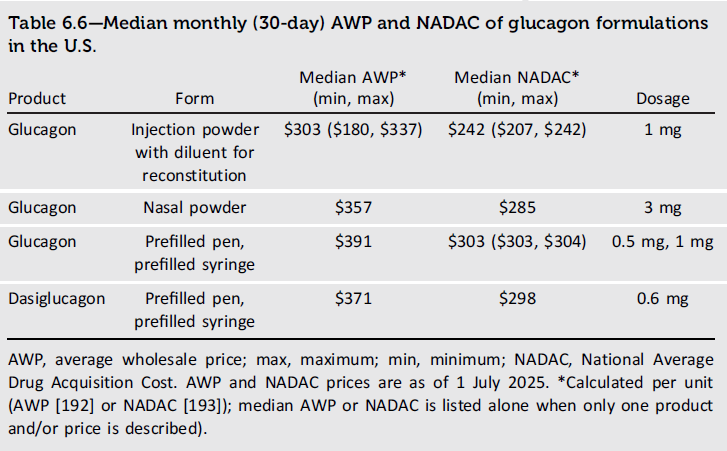 Table 6.6—Median monthly (30-day) AWP and NADAC of glucagon formulations
in the U.S.
Median AWP* Median NADAC*
Product Form (min, max) (min, max) Dosage
Glucagon Injection powder $303 ($180, $337) $242 ($207, $242) 1 mg
with diluent for
reconstitution
Glucagon Nasal powder $357 $285 3 mg
Glucagon Prefilled pen, $391 $303 ($303, $304) 0.5 mg, 1 mg
prefilled syringe
Dasiglucagon Prefilled pen, $371 $298 0.6 mg
prefilled syringe
AWP, average wholesale price; max, maximum; min, minimum; NADAC, National Average
Drug Acquisition Cost. AWP and NADAC prices are as of 1 July 2025. *Calculated per unit
(AWP [192] or NADAC [193]); median AWP or NADAC is listed alone when only one product
and/or price is described).